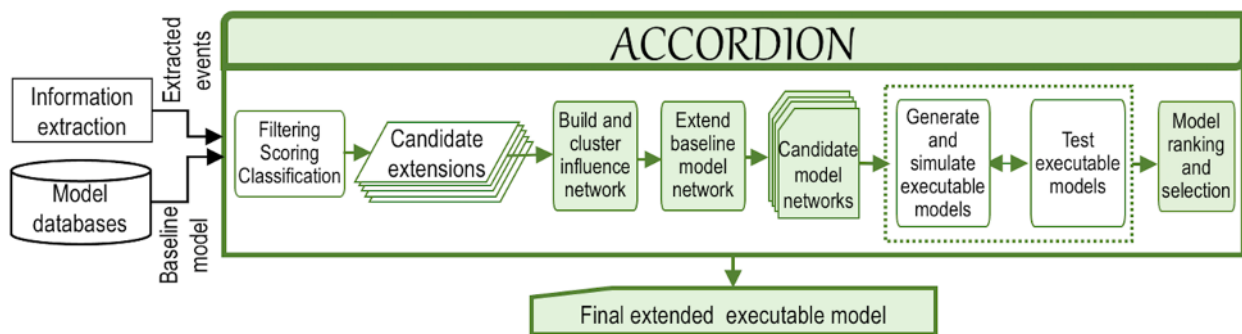 ACCORDION
Extracted
events
Information
extraction
Model
databases
Baseline
model
Filtering
Scoring
Classification
Candidate
extensions
Build and
cluster
influence
network
Extend
baseline
model
network
Candidate
model
networks
Generate
and
simulate
executable
models
Test
executable
models
Model
ranking
and
selection
Final extended executable model